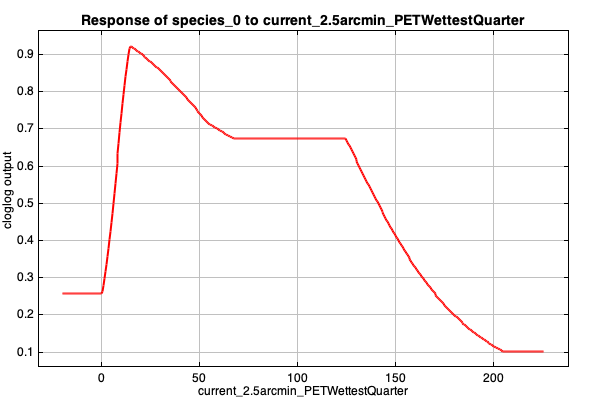 Response of species_0 to current_2.5arcmin_PETWettestQuarter
cloglog output
0.9
0.8
0.7
0.6
0.5
0.4
0.3
0.2
0.1
0 50 100 150 200
current_2.5arcmin_PETWettestQuarter